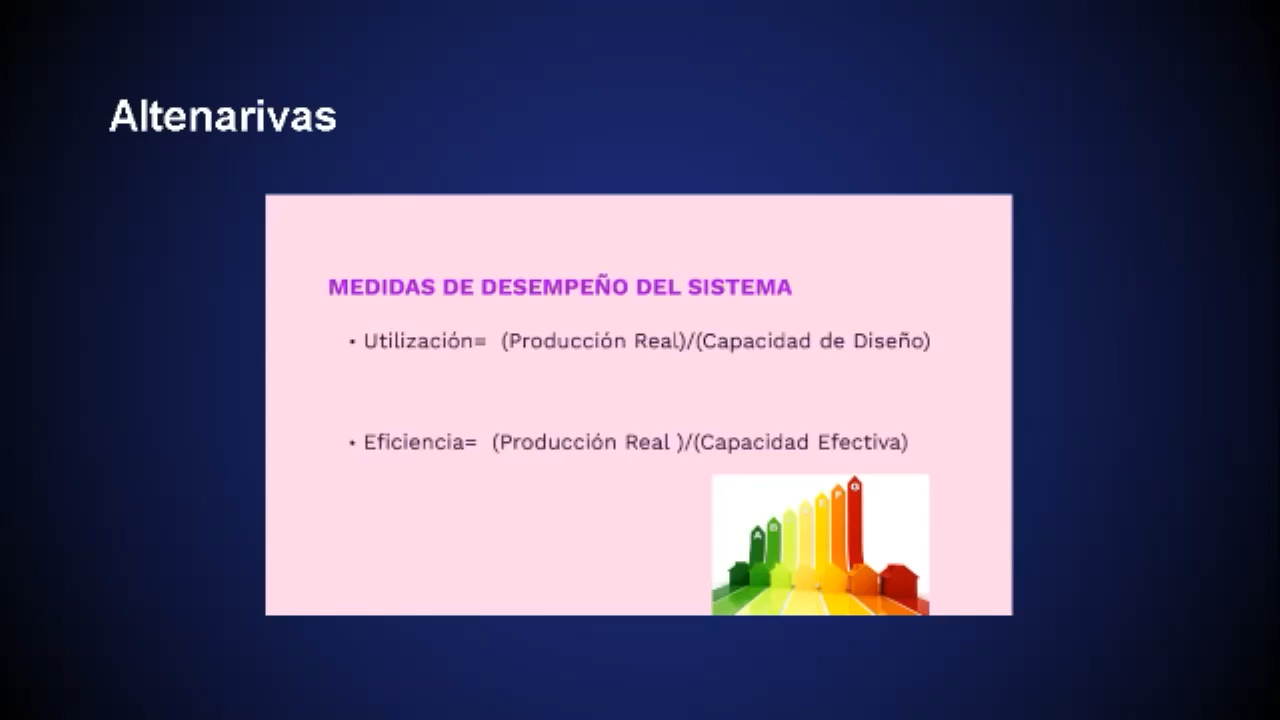 Altenarivas
MEDIDAS DE DESEMPEÑO DEL SISTEMA
• Utilización= (Producción Real)/(Capacidad de Diseño)
• Eficiencia= (Producción Real )/(Capacidad Efectiva)
A
B
F
G